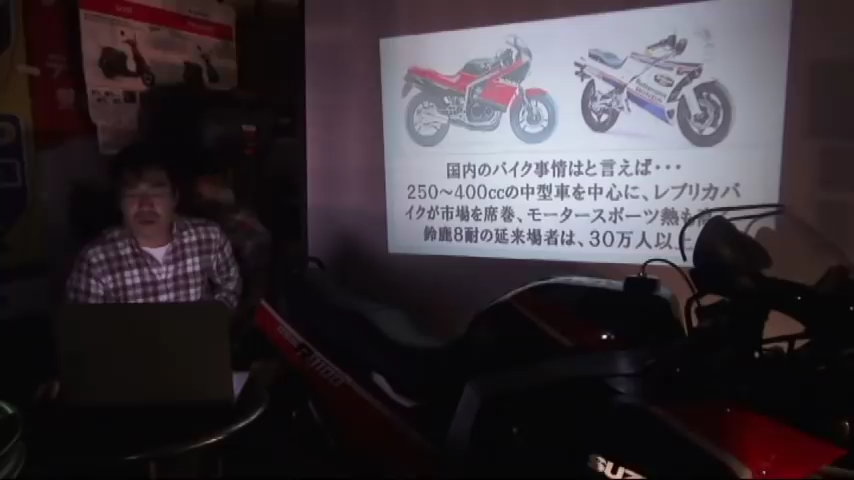 国内のバイク事情はと言えば・・・
250～400ccの中型車を中心に、レプリカバ
イクが市場を席巻、モータースポーツ熱も
鈴鹿8耐の延来場者は、30万人以上
SUZ